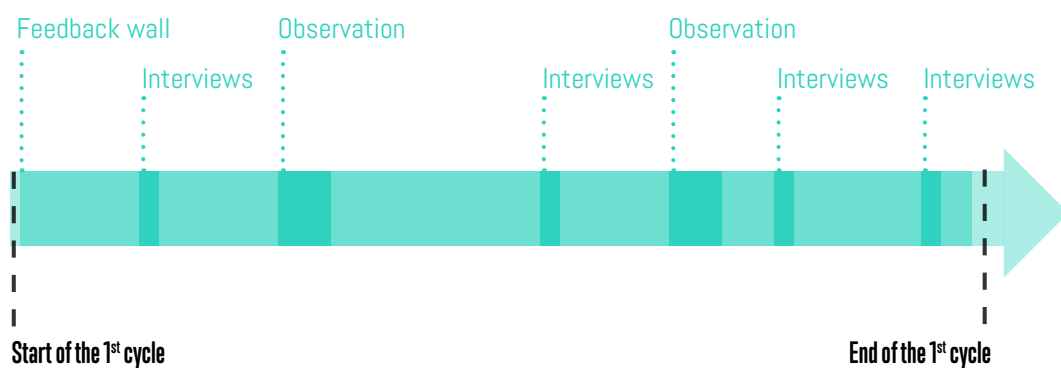 Feedback wall
Observation
Observation
Interviews
Interviews
Interviews
Interviews
Start of the 1st cycle
End of the 1st cycle